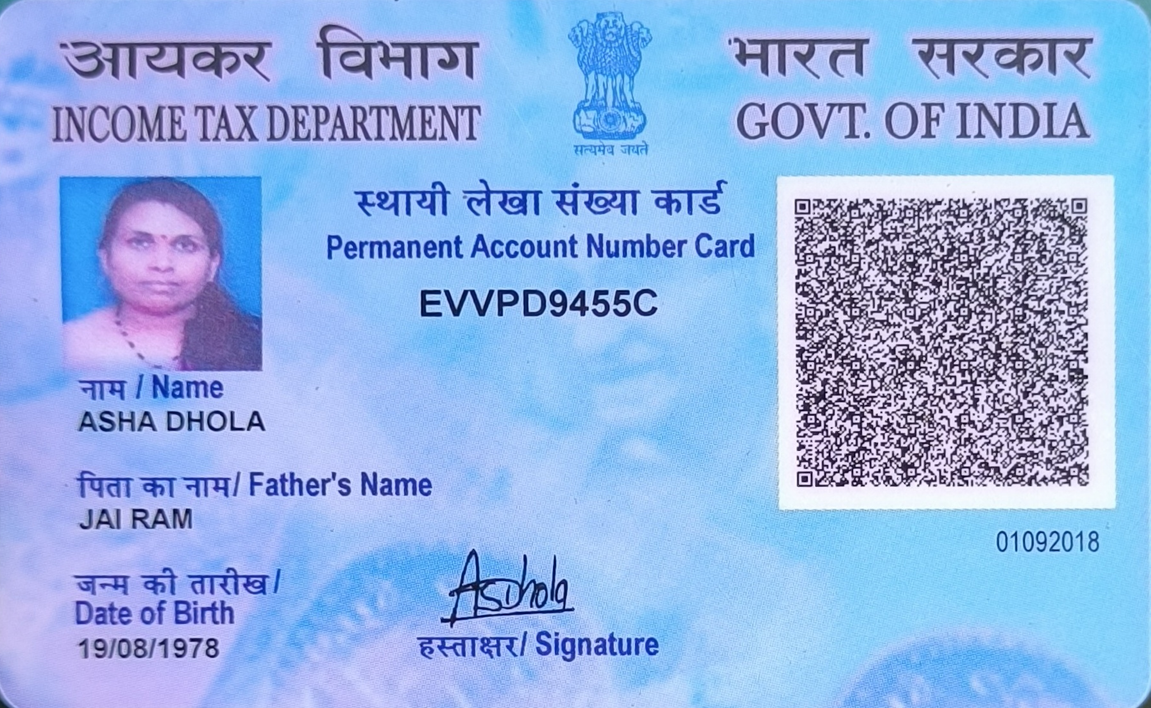 आयकर विभाग
INCOME TAX DEPARTMENT
सत्यमेव जयते
भारत सरकार
GOVT. OF INDIA
स्थायी लेखा संख्या कार्ड
Permanent Account Number Card
EVVPD9455C
नाम / Name
ASHA DHOLA
पिता का नाम/ Father's Name
JAI RAM
01092018
जन्म की तारीख/
Date of Birth
19/08/1978
ASDhola
हस्ताक्षर/ Signature